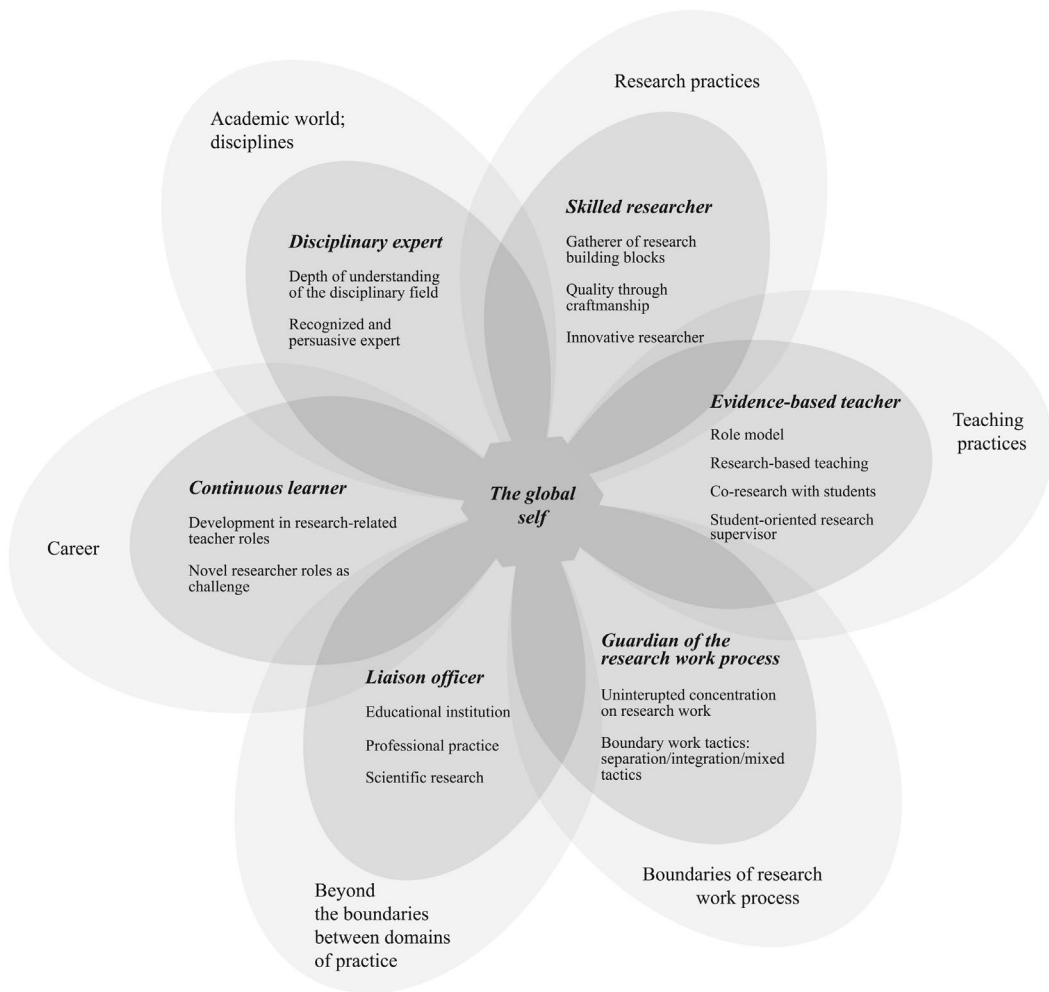 Research practices
Academic world;
disciplines
Skilled researcher
Gatherer of research
building blocks
Quality through
craftmanship
Innovative researcher
Disciplinary expert
Depth of understanding
of the disciplinary field
Recognized and
persuasive expert
Evidence-based teacher
Role model
Research-based teaching
Co-research with students
Student-oriented research
supervisor
Teaching
practices
The global
self
Continuous learner
Development in research-related
teacher roles
Novel researcher roles as
challenge
Career
Guardian of the
research work process
Uninterupted concentration
on research work
Boundary work tactics:
separation/integration/mixed
tactics
Liaison officer
Educational institution
Professional practice
Scientific research
Boundaries of research
work process
Beyond
the boundaries
between domains
of practice